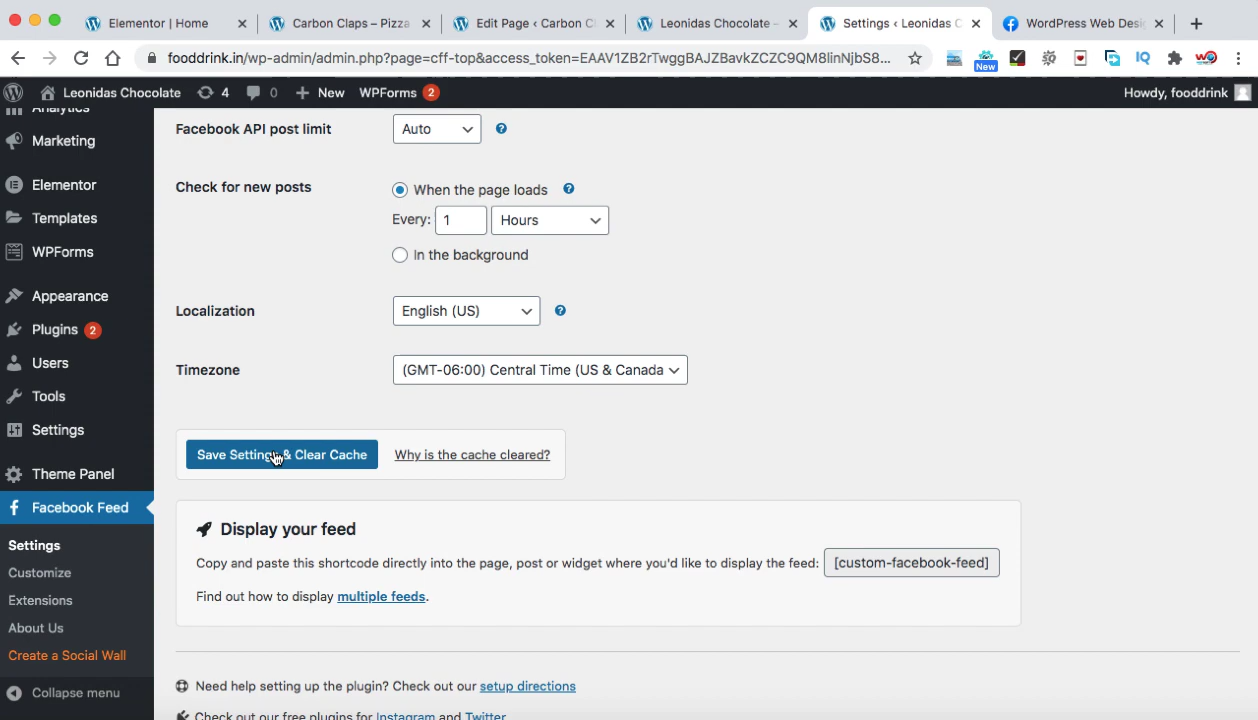 Elementor | Home
Carbon Claps – Pizza
Edit Page ‹ Carbon C
Leonidas Chocolate –
Settings ‹ Leonidas C
WordPress Web Desi
fooddrink.in/wp-admin/admin.php?page=cff-top&access_token=EAAV1ZB2rTwggBAJZBavkZCZC9QM8linNjbS8...
New
IQ
Leonidas Chocolate
4
0
New
WPForms 2
Howdy, fooddrink
Analytics
Marketing
Elementor
Templates
WPForms
Appearance
Plugins 2
Users
Tools
Settings
Theme Panel
Facebook Feed
Settings
Customize
Extensions
About Us
Create a Social Wall
Collapse menu
Facebook API post limit
Auto
Check for new posts
When the page loads
Every: 1 Hours
In the background
Localization
English (US)
Timezone
(GMT-06:00) Central Time (US & Canada
Save Settings & Clear Cache
Why is the cache cleared?
Display your feed
Copy and paste this shortcode directly into the page, post or widget where you'd like to display the feed: [custom-facebook-feed]
Find out how to display multiple feeds.
Need help setting up the plugin? Check out our setup directions
Check out our free plugins for Instagram and Twitter